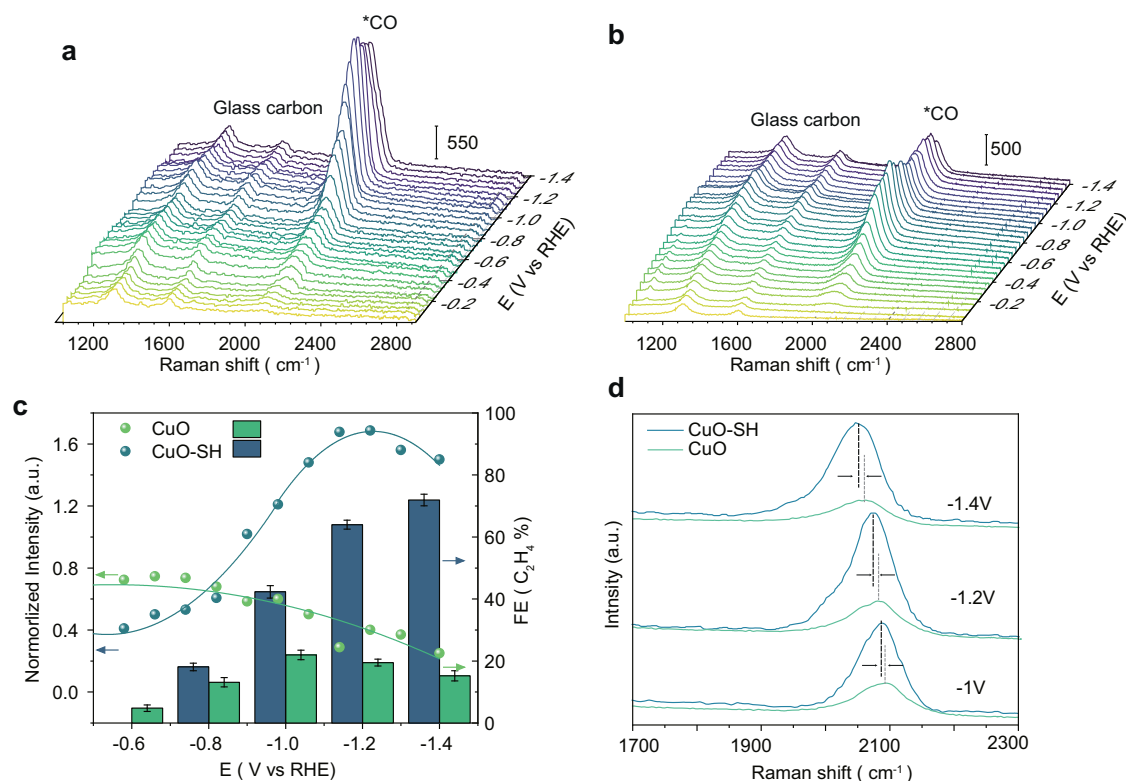 a
*CO
Glass carbon
550
-1.4
-1.2
-1.0
-0.8
-0.6
-0.4
-0.2
E (V vs RHE)
1200 1600 2000 2400 2800
Raman shift ( cm⁻¹)
b
*CO
Glass carbon
500
-1.4
-1.2
-1.0
-0.8
-0.6
-0.4
-0.2
E (V vs RHE)
1200 1600 2000 2400 2800
Raman shift ( cm⁻¹)
c
CuO
CuO-SH
Normorlized Intensity (a.u.)
1.6
1.2
0.8
0.4
0.0
100
80
60
40
20
0
FE ( C₂H₄ %)
-0.6 -0.8 -1.0 -1.2 -1.4
E ( V vs RHE)
d
CuO-SH
CuO
-1.4V
-1.2V
-1V
Intnsity (a.u.)
1700 1900 2100 2300
Raman shift ( cm⁻¹)